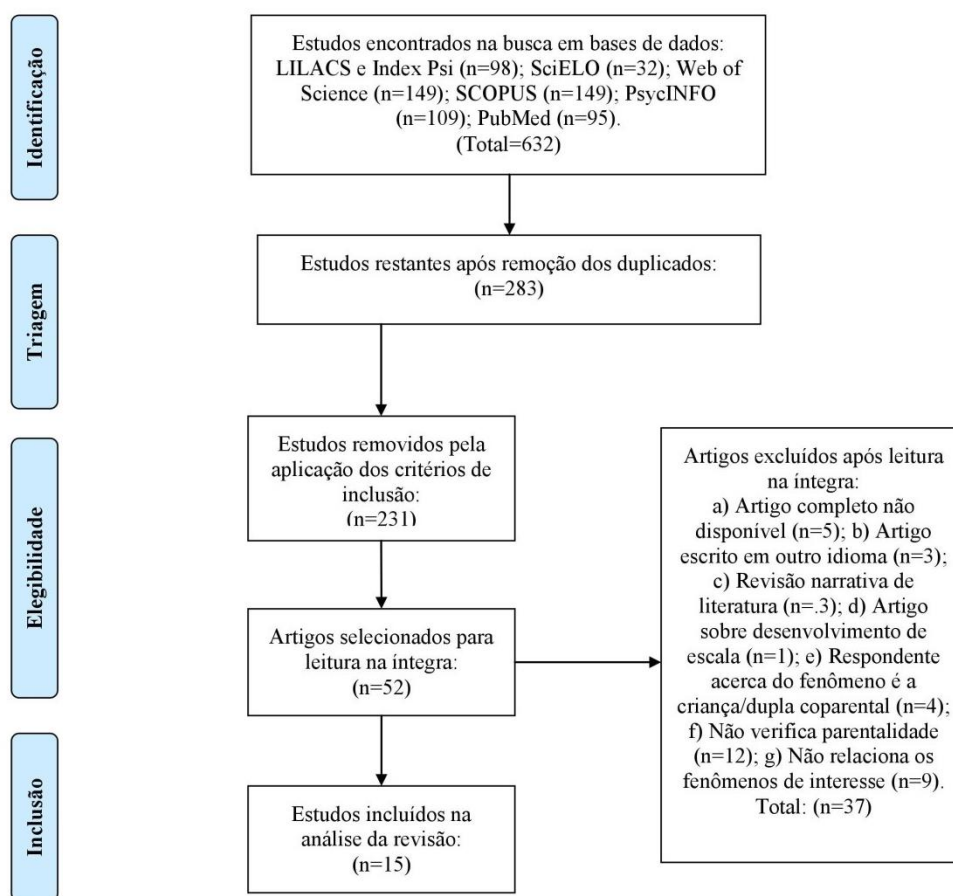 Identificação
Estudos encontrados na busca em bases de dados:
LILACS e Index Psi (n=98); SciELO (n=32); Web of
Science (n=149); SCOPUS (n=149); PsycINFO
(n=109); PubMed (n=95).
(Total=632)
Triagem
Estudos restantes após remoção dos duplicados:
(n=283)
Elegibilidade
Estudos removidos pela
aplicação dos critérios de
inclusão:
(n=231)
Artigos selecionados para
leitura na íntegra:
(n=52)
Artigos excluídos após leitura
na íntegra:
a) Artigo completo não
disponível (n=5); b) Artigo
escrito em outro idioma (n=3);
c) Revisão narrativa de
literatura (n=.3); d) Artigo
sobre desenvolvimento de
escala (n=1); e) Respondente
acerca do fenômeno é a
criança/dupla coparental (n=4);
f) Não verifica parentalidade
(n=12); g) Não relaciona os
fenômenos de interesse (n=9).
Total: (n=37)
Inclusão
Estudos incluídos na
análise da revisão:
(n=15)